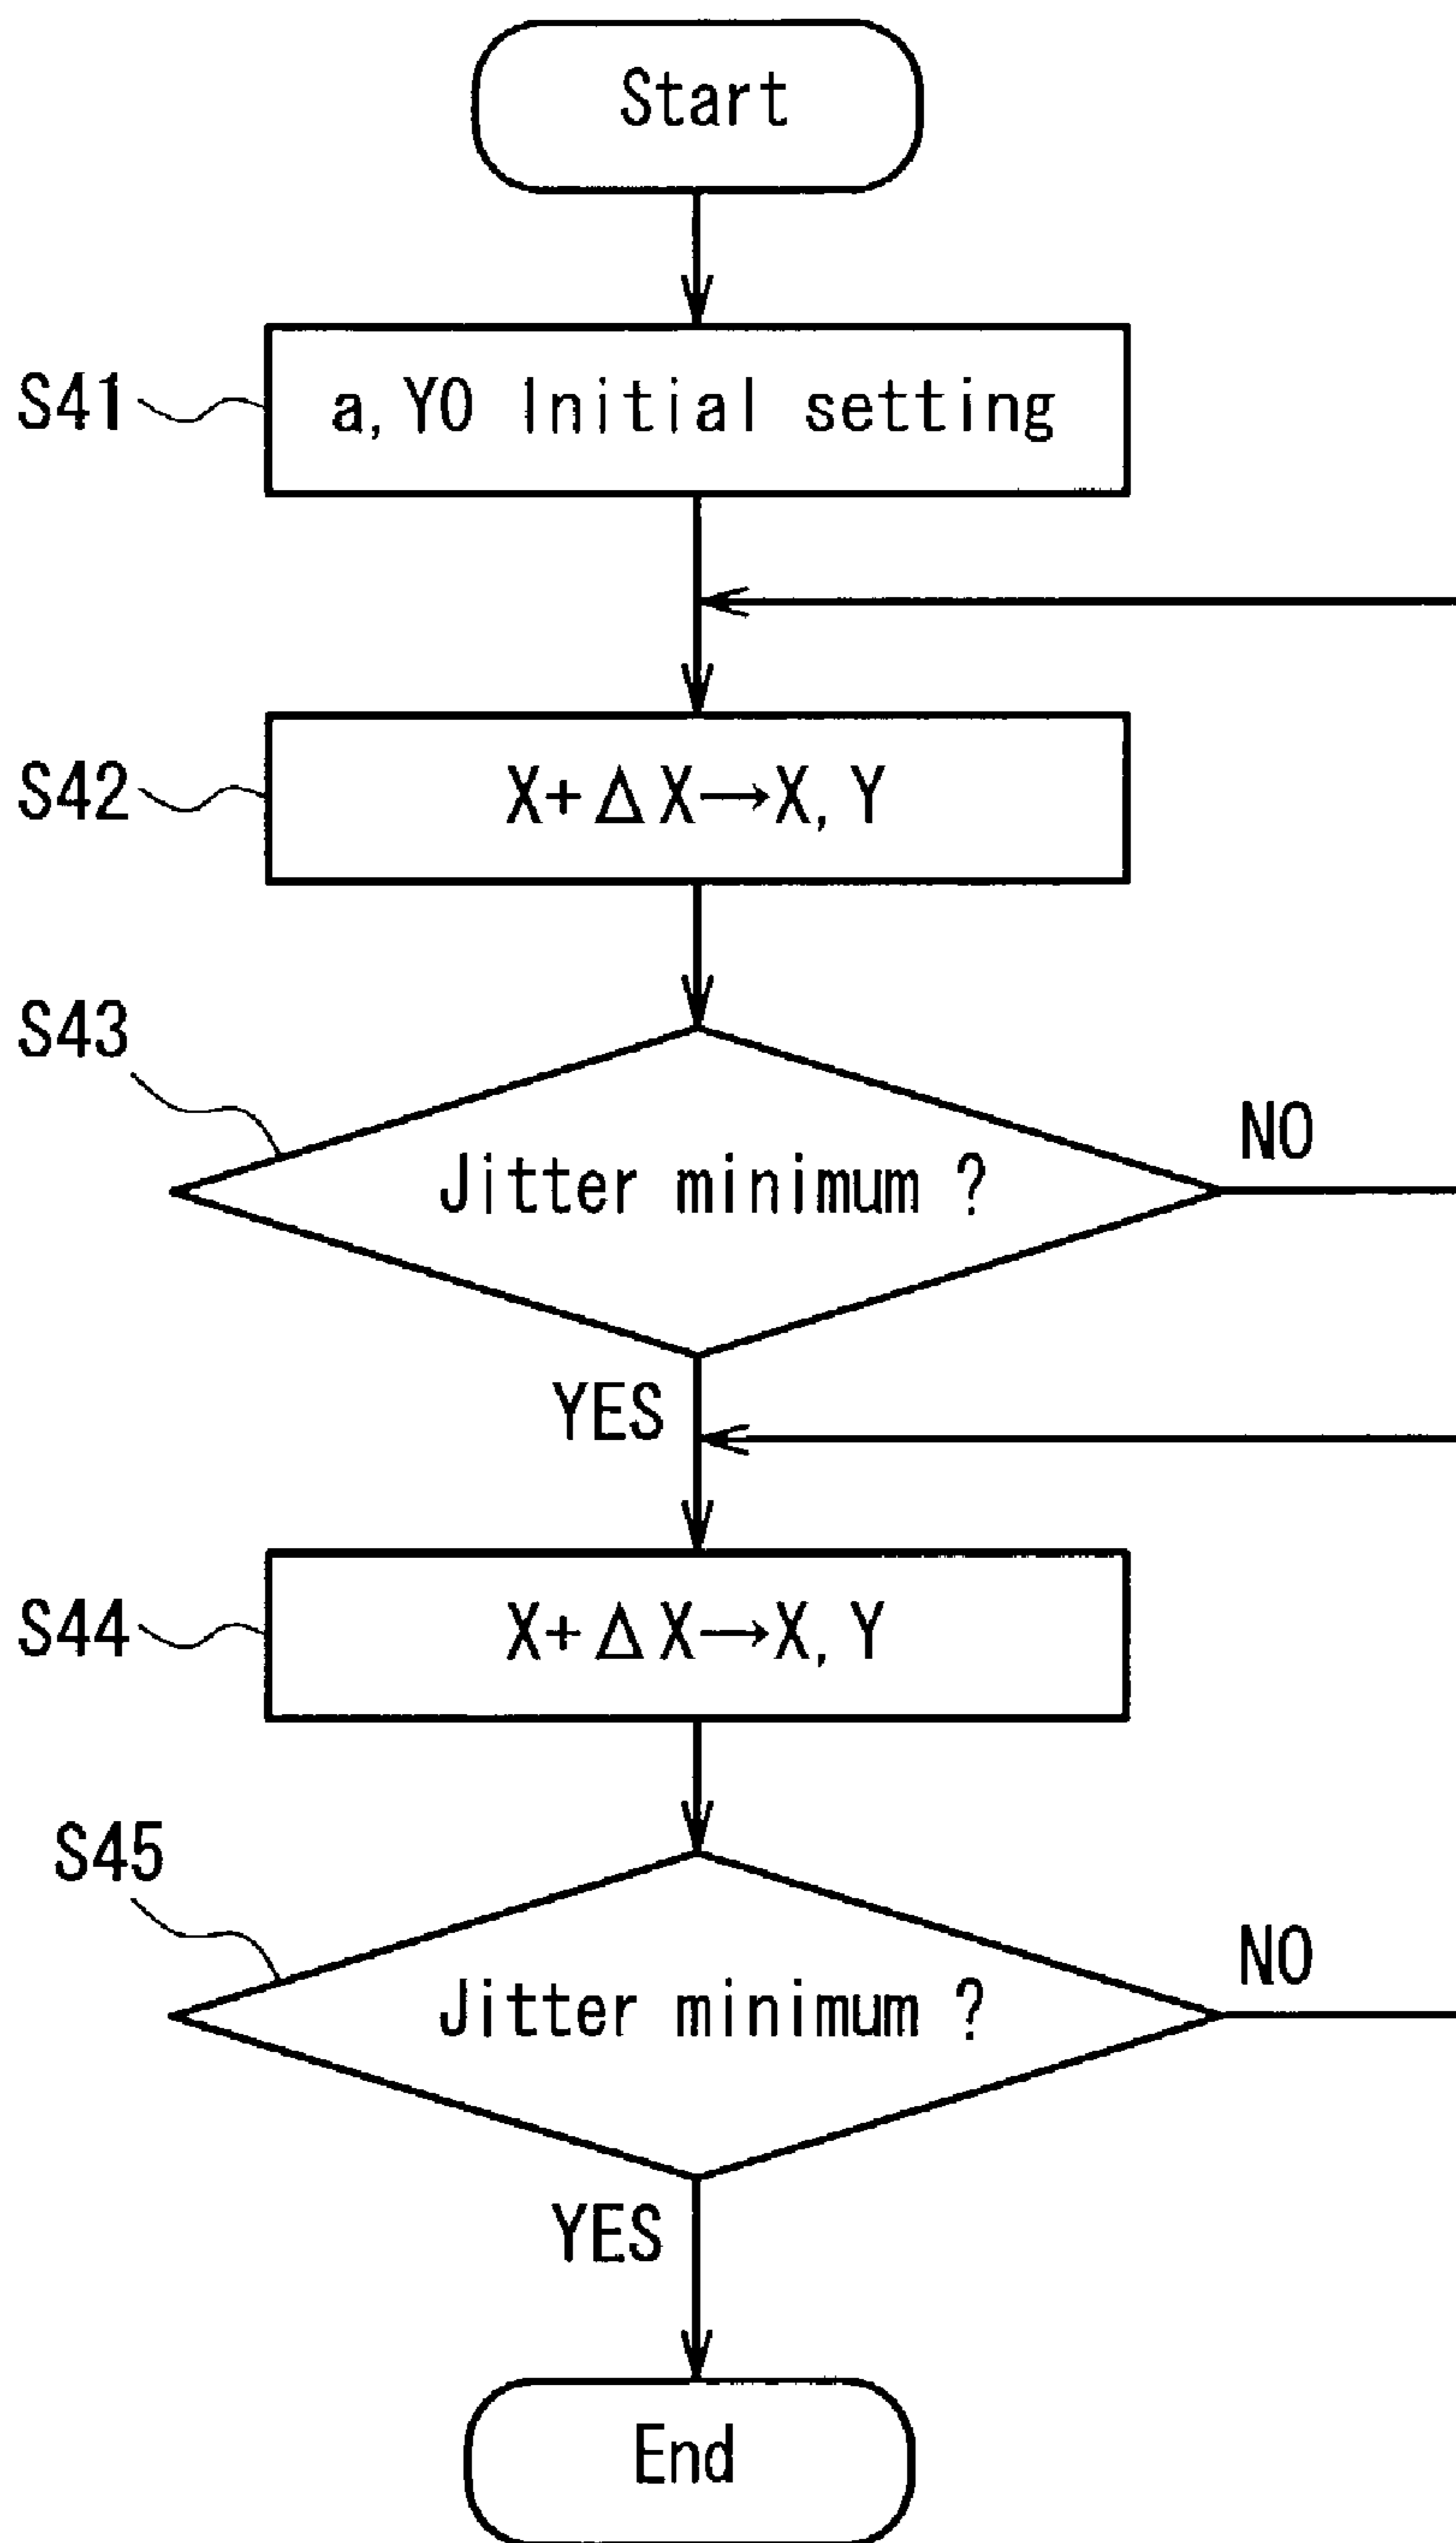 Start
S41
a, Y0 Initial setting
S42
X+ΔX→X, Y
S43
Jitter minimum ?
NO
YES
S44
X+ΔX→X, Y
S45
Jitter minimum ?
NO
YES
End